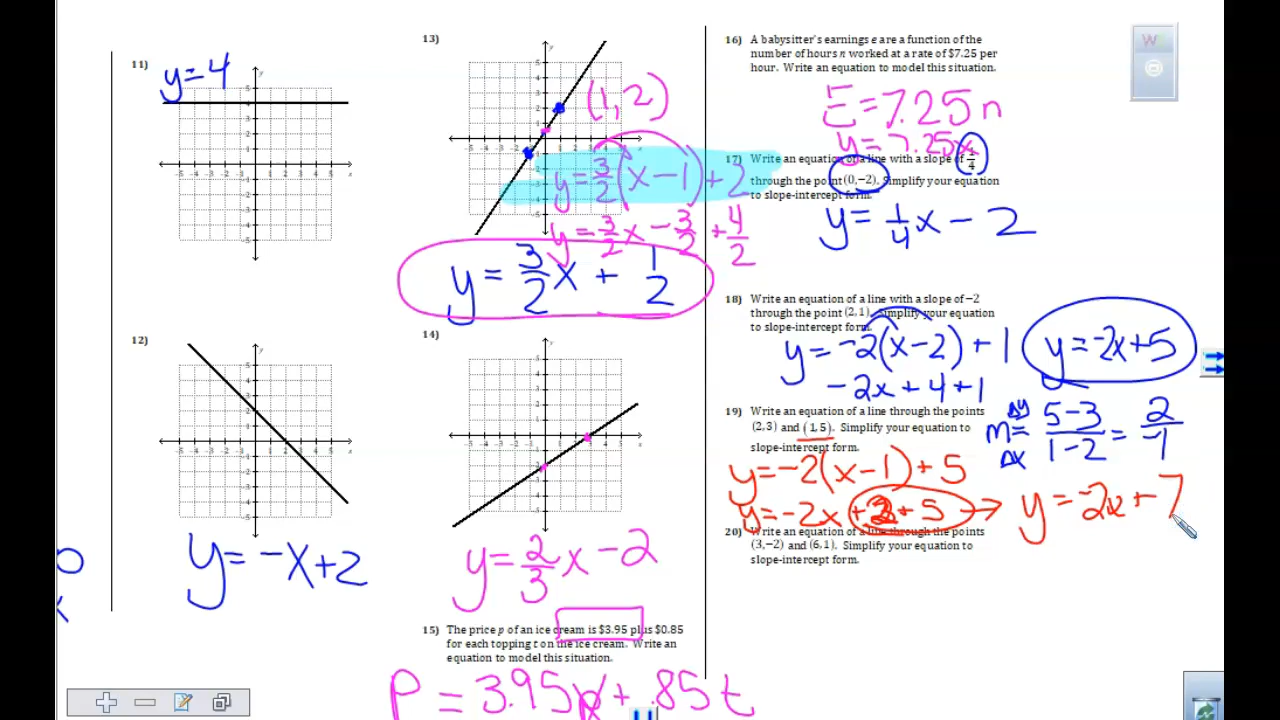 11)
y=4
12)
y=-x+2
13)
(1,2)
y=3/2(x-1)+2
y=3/2x-3/2+4/2
y=3/2x+1/2
14)
y=2/3x-2
15) The price p of an ice cream is $3.95 plus $0.85
for each topping t on the ice cream. Write an
equation to model this situation.
P=3.95+.85t
16) A babysitter's earnings e are a function of the
number of hours n worked at a rate of $7.25 per
hour. Write an equation to model this situation.
E=7.25n
y=7.25x
17) Write an equation of a line with a slope of 1/4
through the point (0,-2). Simplify your equation
to slope-intercept form.
y=1/4x-2
18) Write an equation of a line with a slope of -2
through the point (2,1). Simplify your equation
to slope-intercept form.
y=-2(x-2)+1
y=-2x+5
-2x+4+1
19) Write an equation of a line through the points
(2,3) and (1,5). Simplify your equation to
slope-intercept form.
Δy
m=
Δx
5-3/1-2=2/-1
y=-2(x-1)+5
y=-2x+2+5→y=-2x+7
20) Write an equation of a line through the points
(3,-2) and (6,1). Simplify your equation to
slope-intercept form.